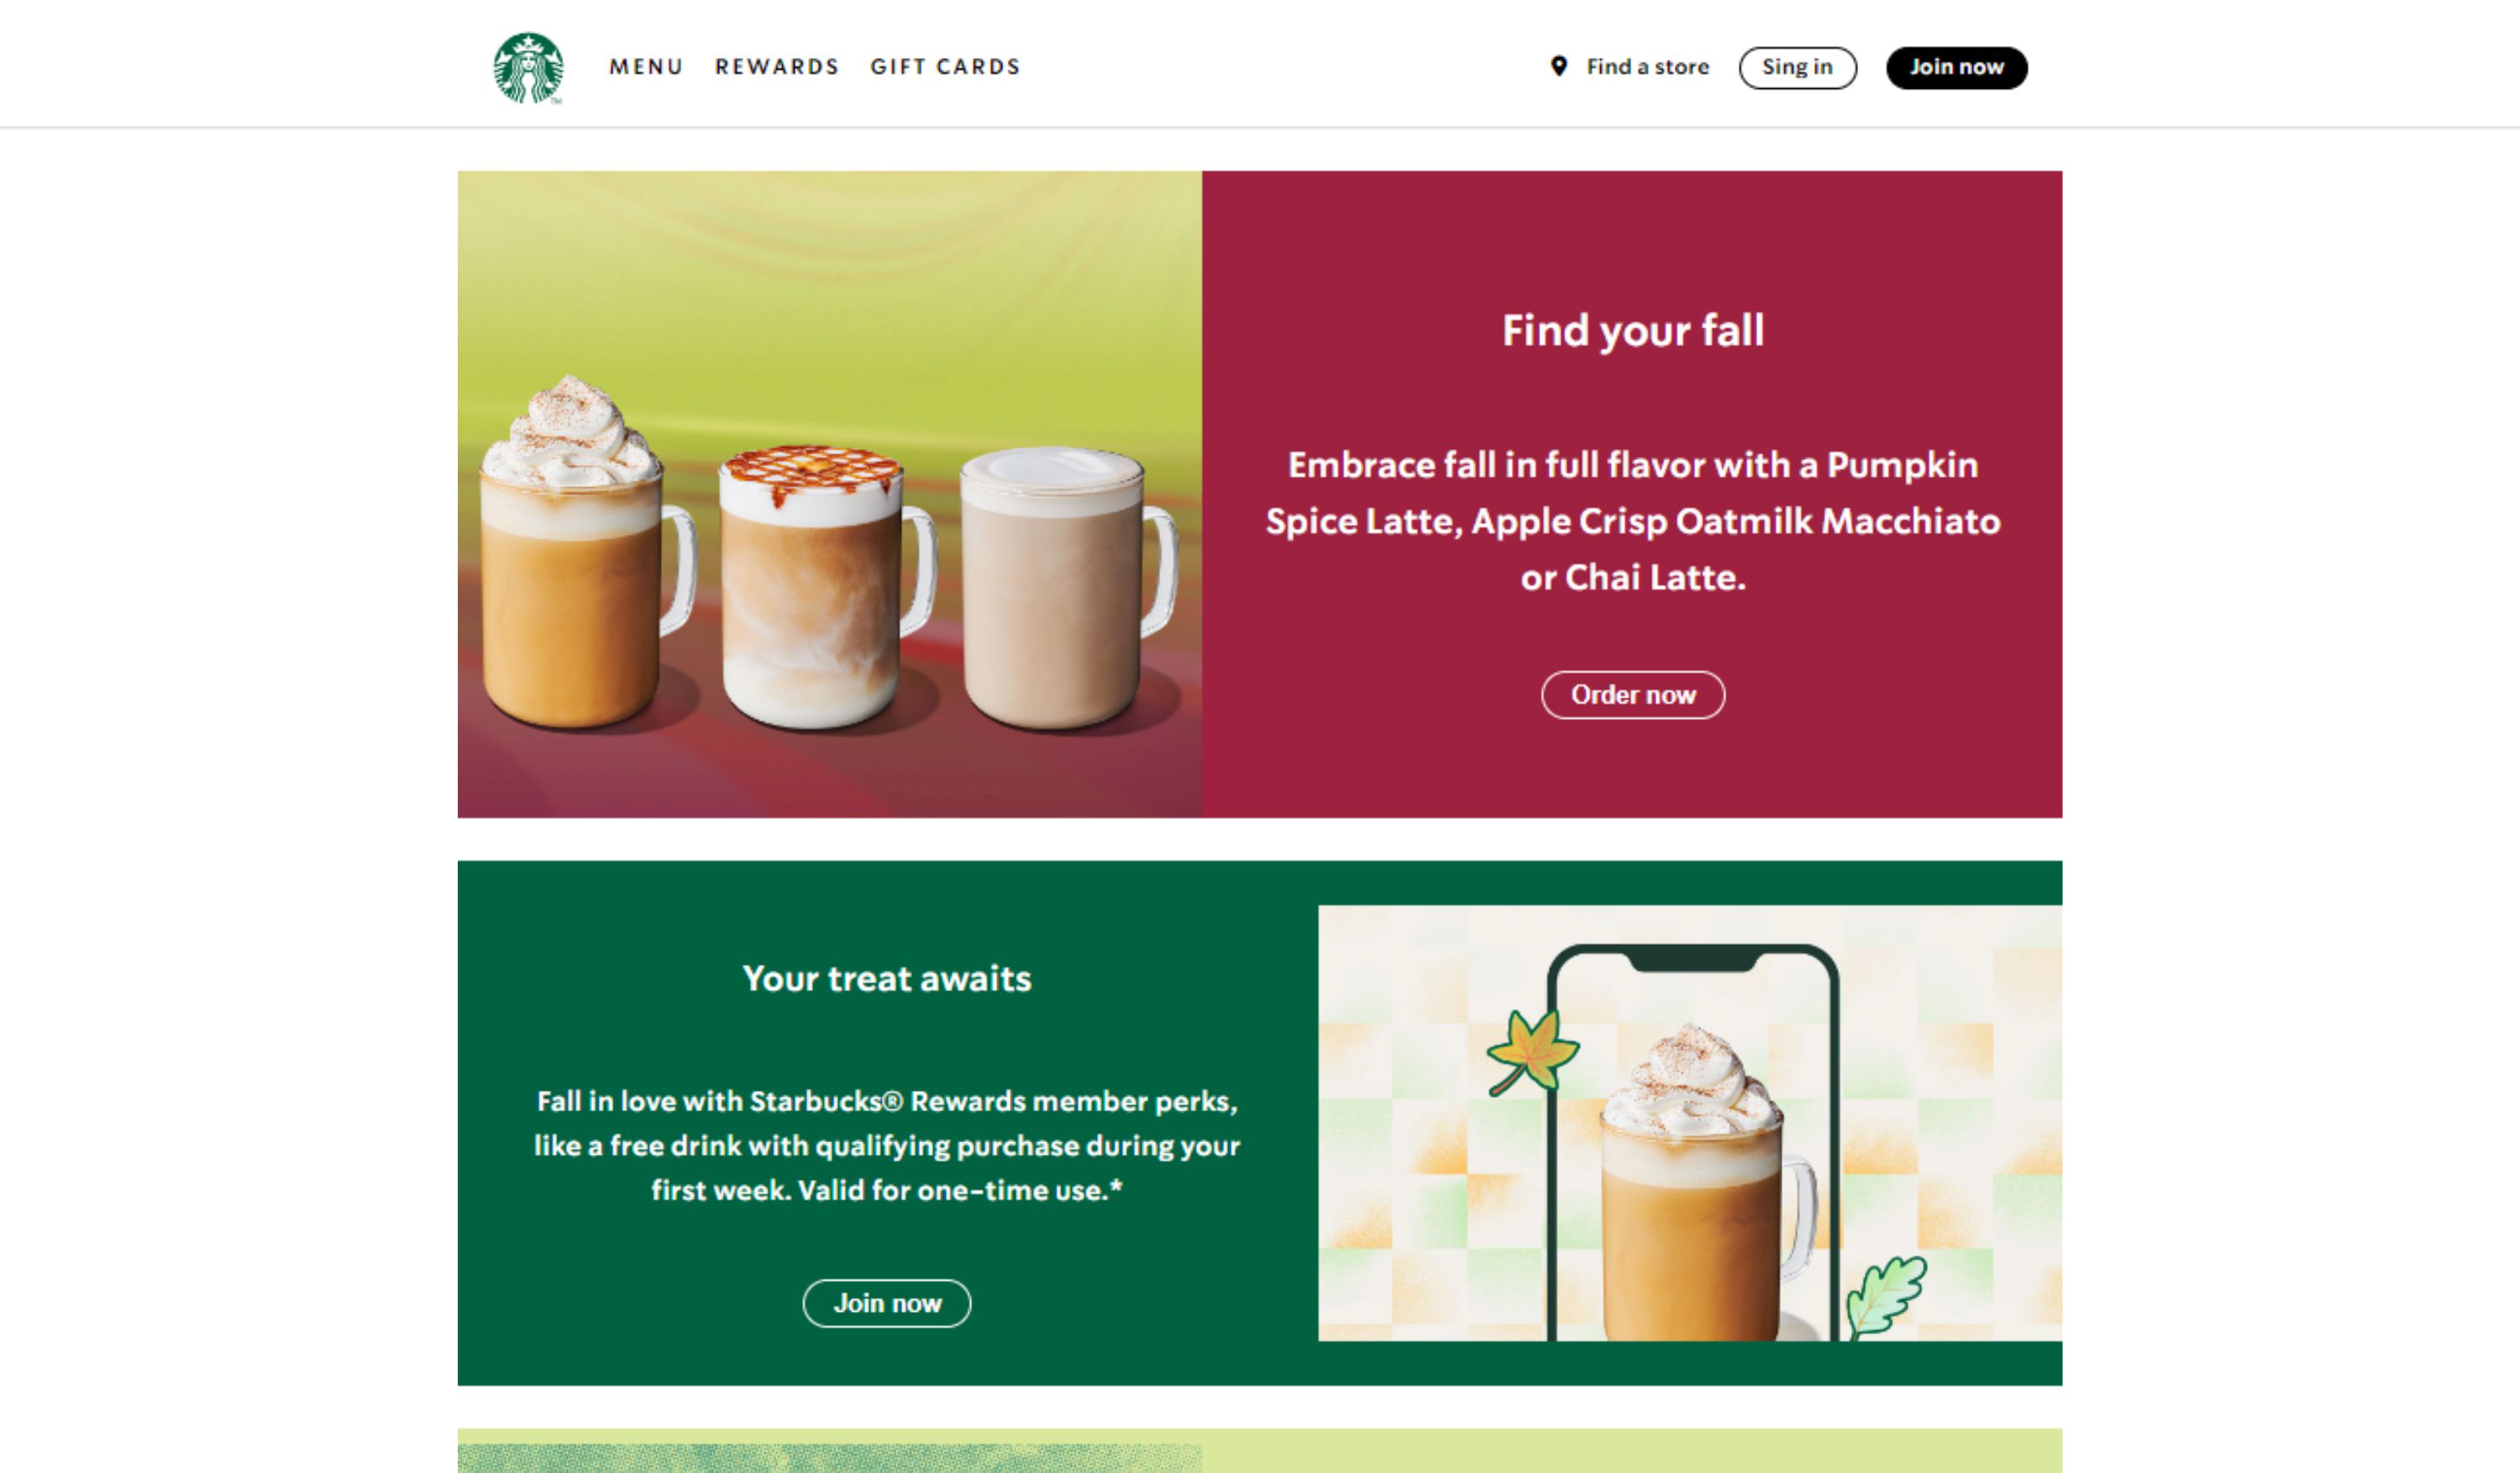 MENU REWARDS GIFT CARDS Find a store Sing in Join now
Find your fall
Embrace fall in full flavor with a Pumpkin
Spice Latte, Apple Crisp Oatmilk Macchiato
or Chai Latte.
Order now
Your treat awaits
Fall in love with Starbucks® Rewards member perks,
like a free drink with qualifying purchase during your
first week. Valid for one-time use.*
Join now